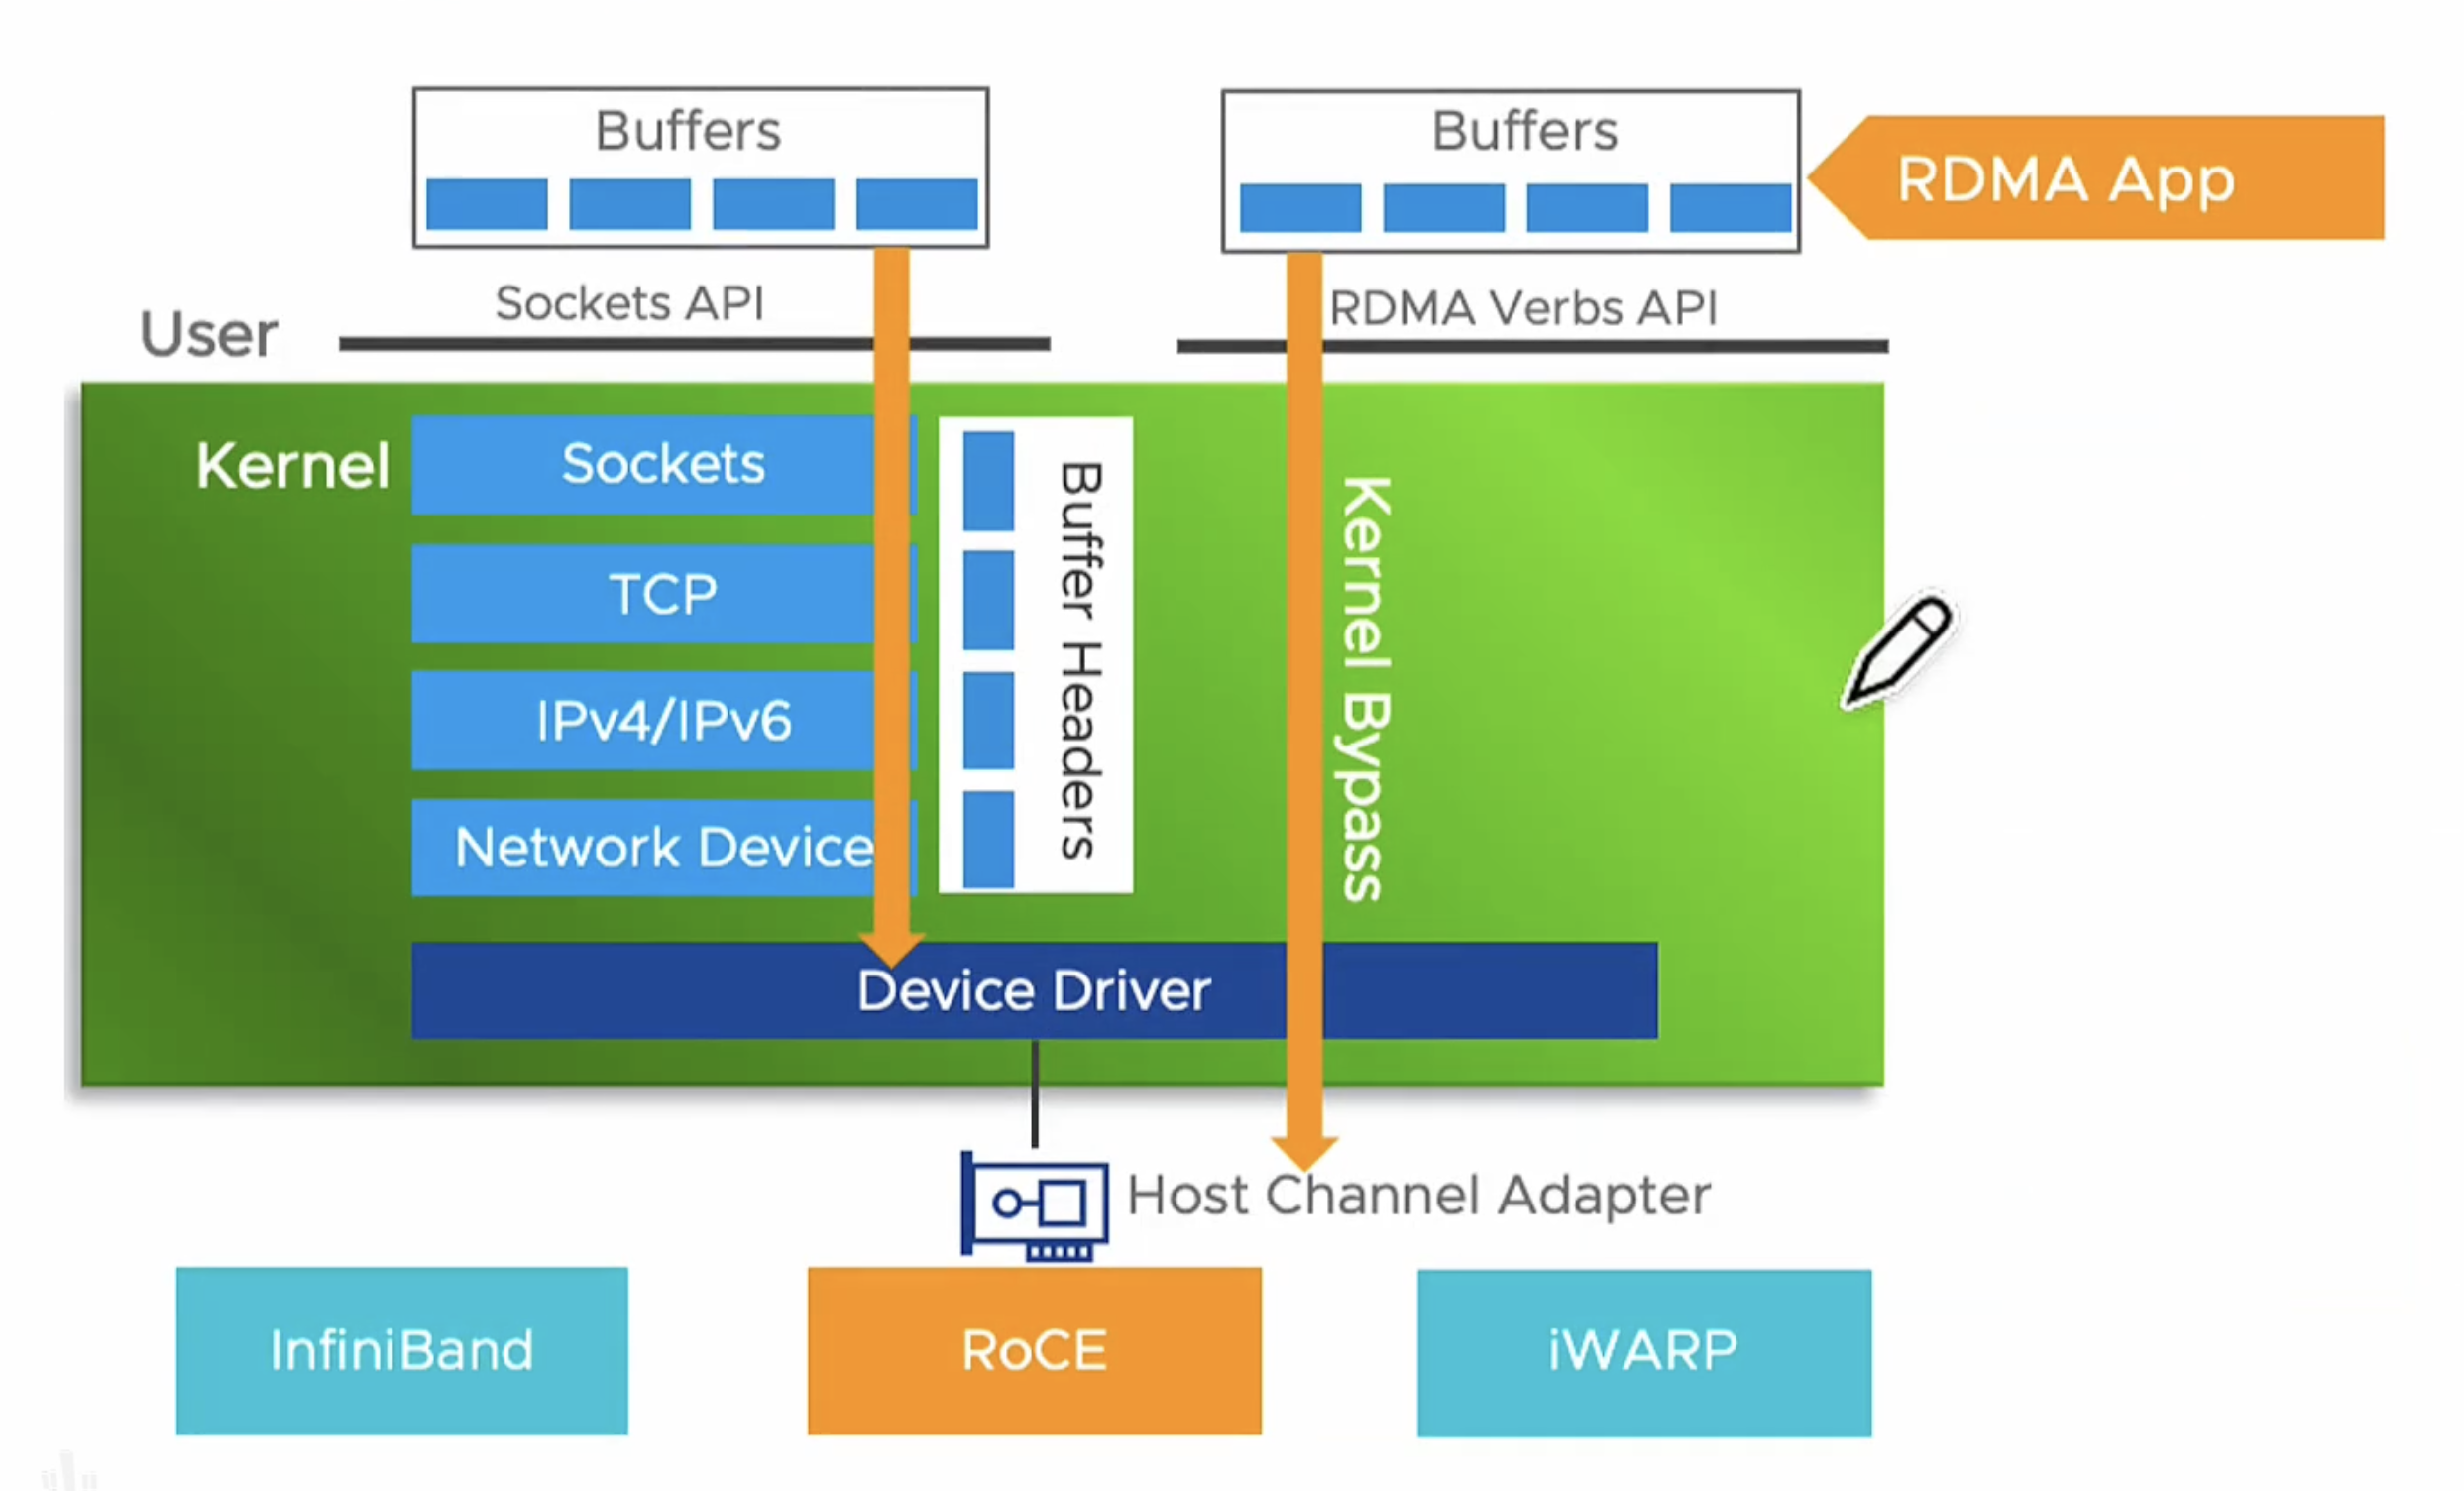 Buffers
Buffers
RDMA App
Sockets API
RDMA Verbs API
User
Kernel
Sockets
TCP
IPv4/IPv6
Network Device
Buffer Headers
Kernel Bypass
Device Driver
Host Channel Adapter
InfiniBand
RoCE
iWARP